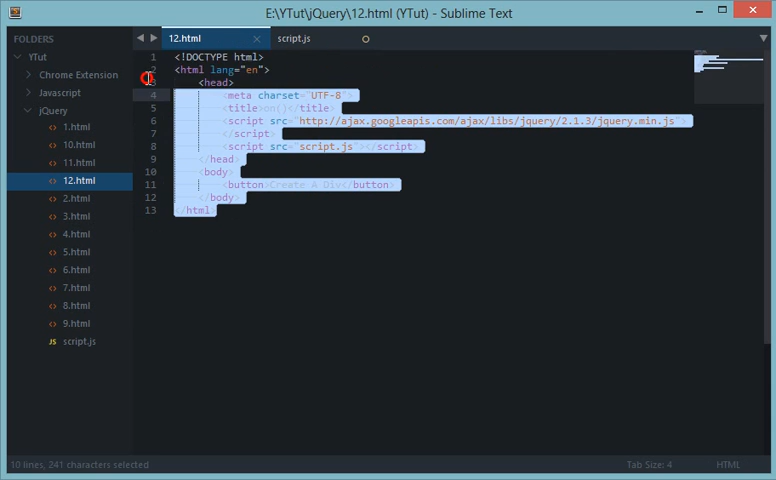 E:\YTut\jQuery\12.html (YTut) - Sublime Text
FOLDERS
YTut
Chrome Extension
Javascript
jQuery
1.html
10.html
11.html
12.html
2.html
3.html
4.html
5.html
6.html
7.html
8.html
9.html
script.js
12.html
script.js
1 <!DOCTYPE html>
2 <html lang="en">
3 <head>
4 <meta charset="UTF-8">
5 <title>on()</title>
6 <script src="http://ajax.googleapis.com/ajax/libs/jquery/2.1.3/jquery.min.js">
7 </script>
8 <script src="script.js"></script>
9 </head>
10 <body>
11 <button>Create A Div</button>
12 </body>
13 </html>
10 lines, 241 characters selected
Tab Size: 4
HTML